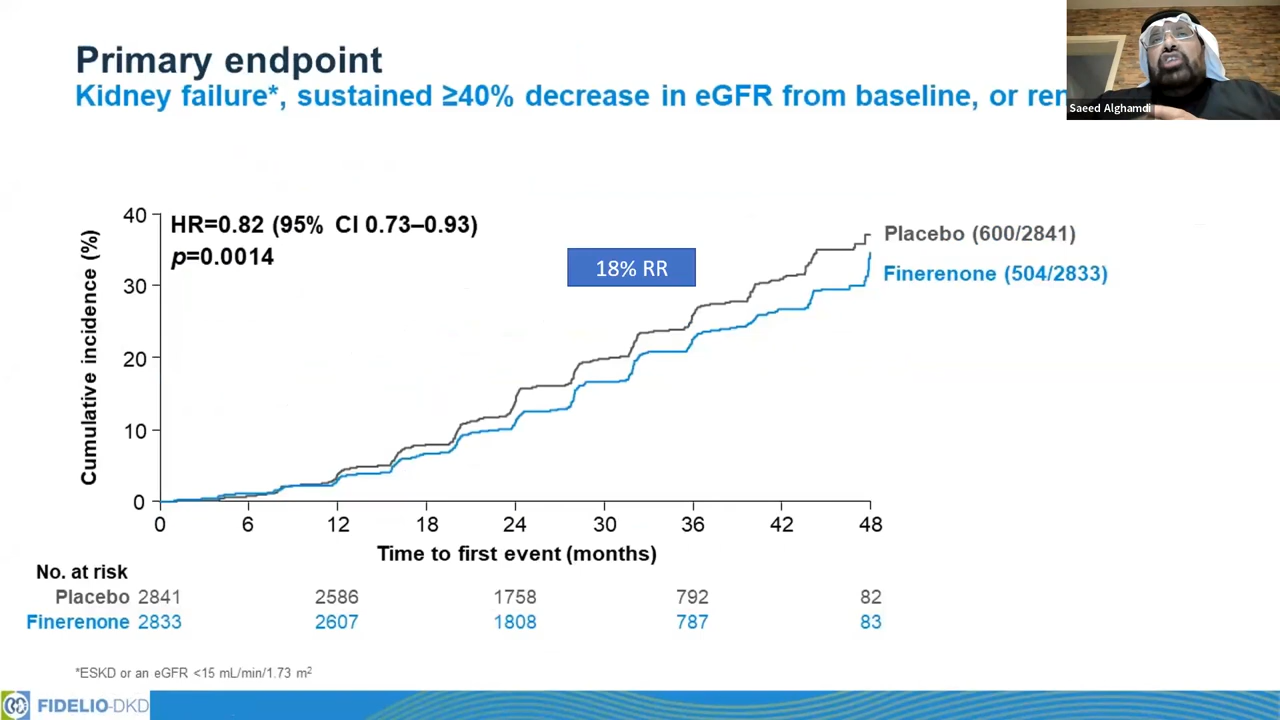 Primary endpoint
Kidney failure*, sustained ≥40% decrease in eGFR from baseline, or ren
Saeed Alghamdi
HR=0.82 (95% CI 0.73–0.93)
p=0.0014
18% RR
Placebo (600/2841)
Finerenone (504/2833)
Cumulative incidence (%)
40
30
20
10
0
0 6 12 18 24 30 36 42 48
Time to first event (months)
No. at risk
Placebo 2841 2586 1758 792 82
Finerenone 2833 2607 1808 787 83
*ESKD or an eGFR <15 mL/min/1.73 m²
FIDELIO-DKD